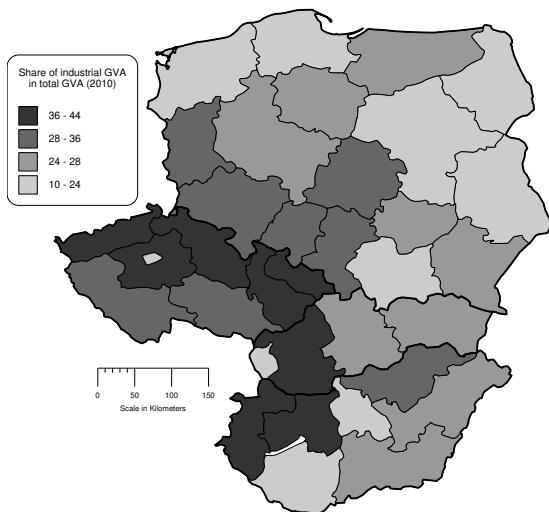 Share of industrial GVA
in total GVA (2010)
36 - 44
28 - 36
24 - 28
10 - 24
0 50 100 150
Scale in Kilometers